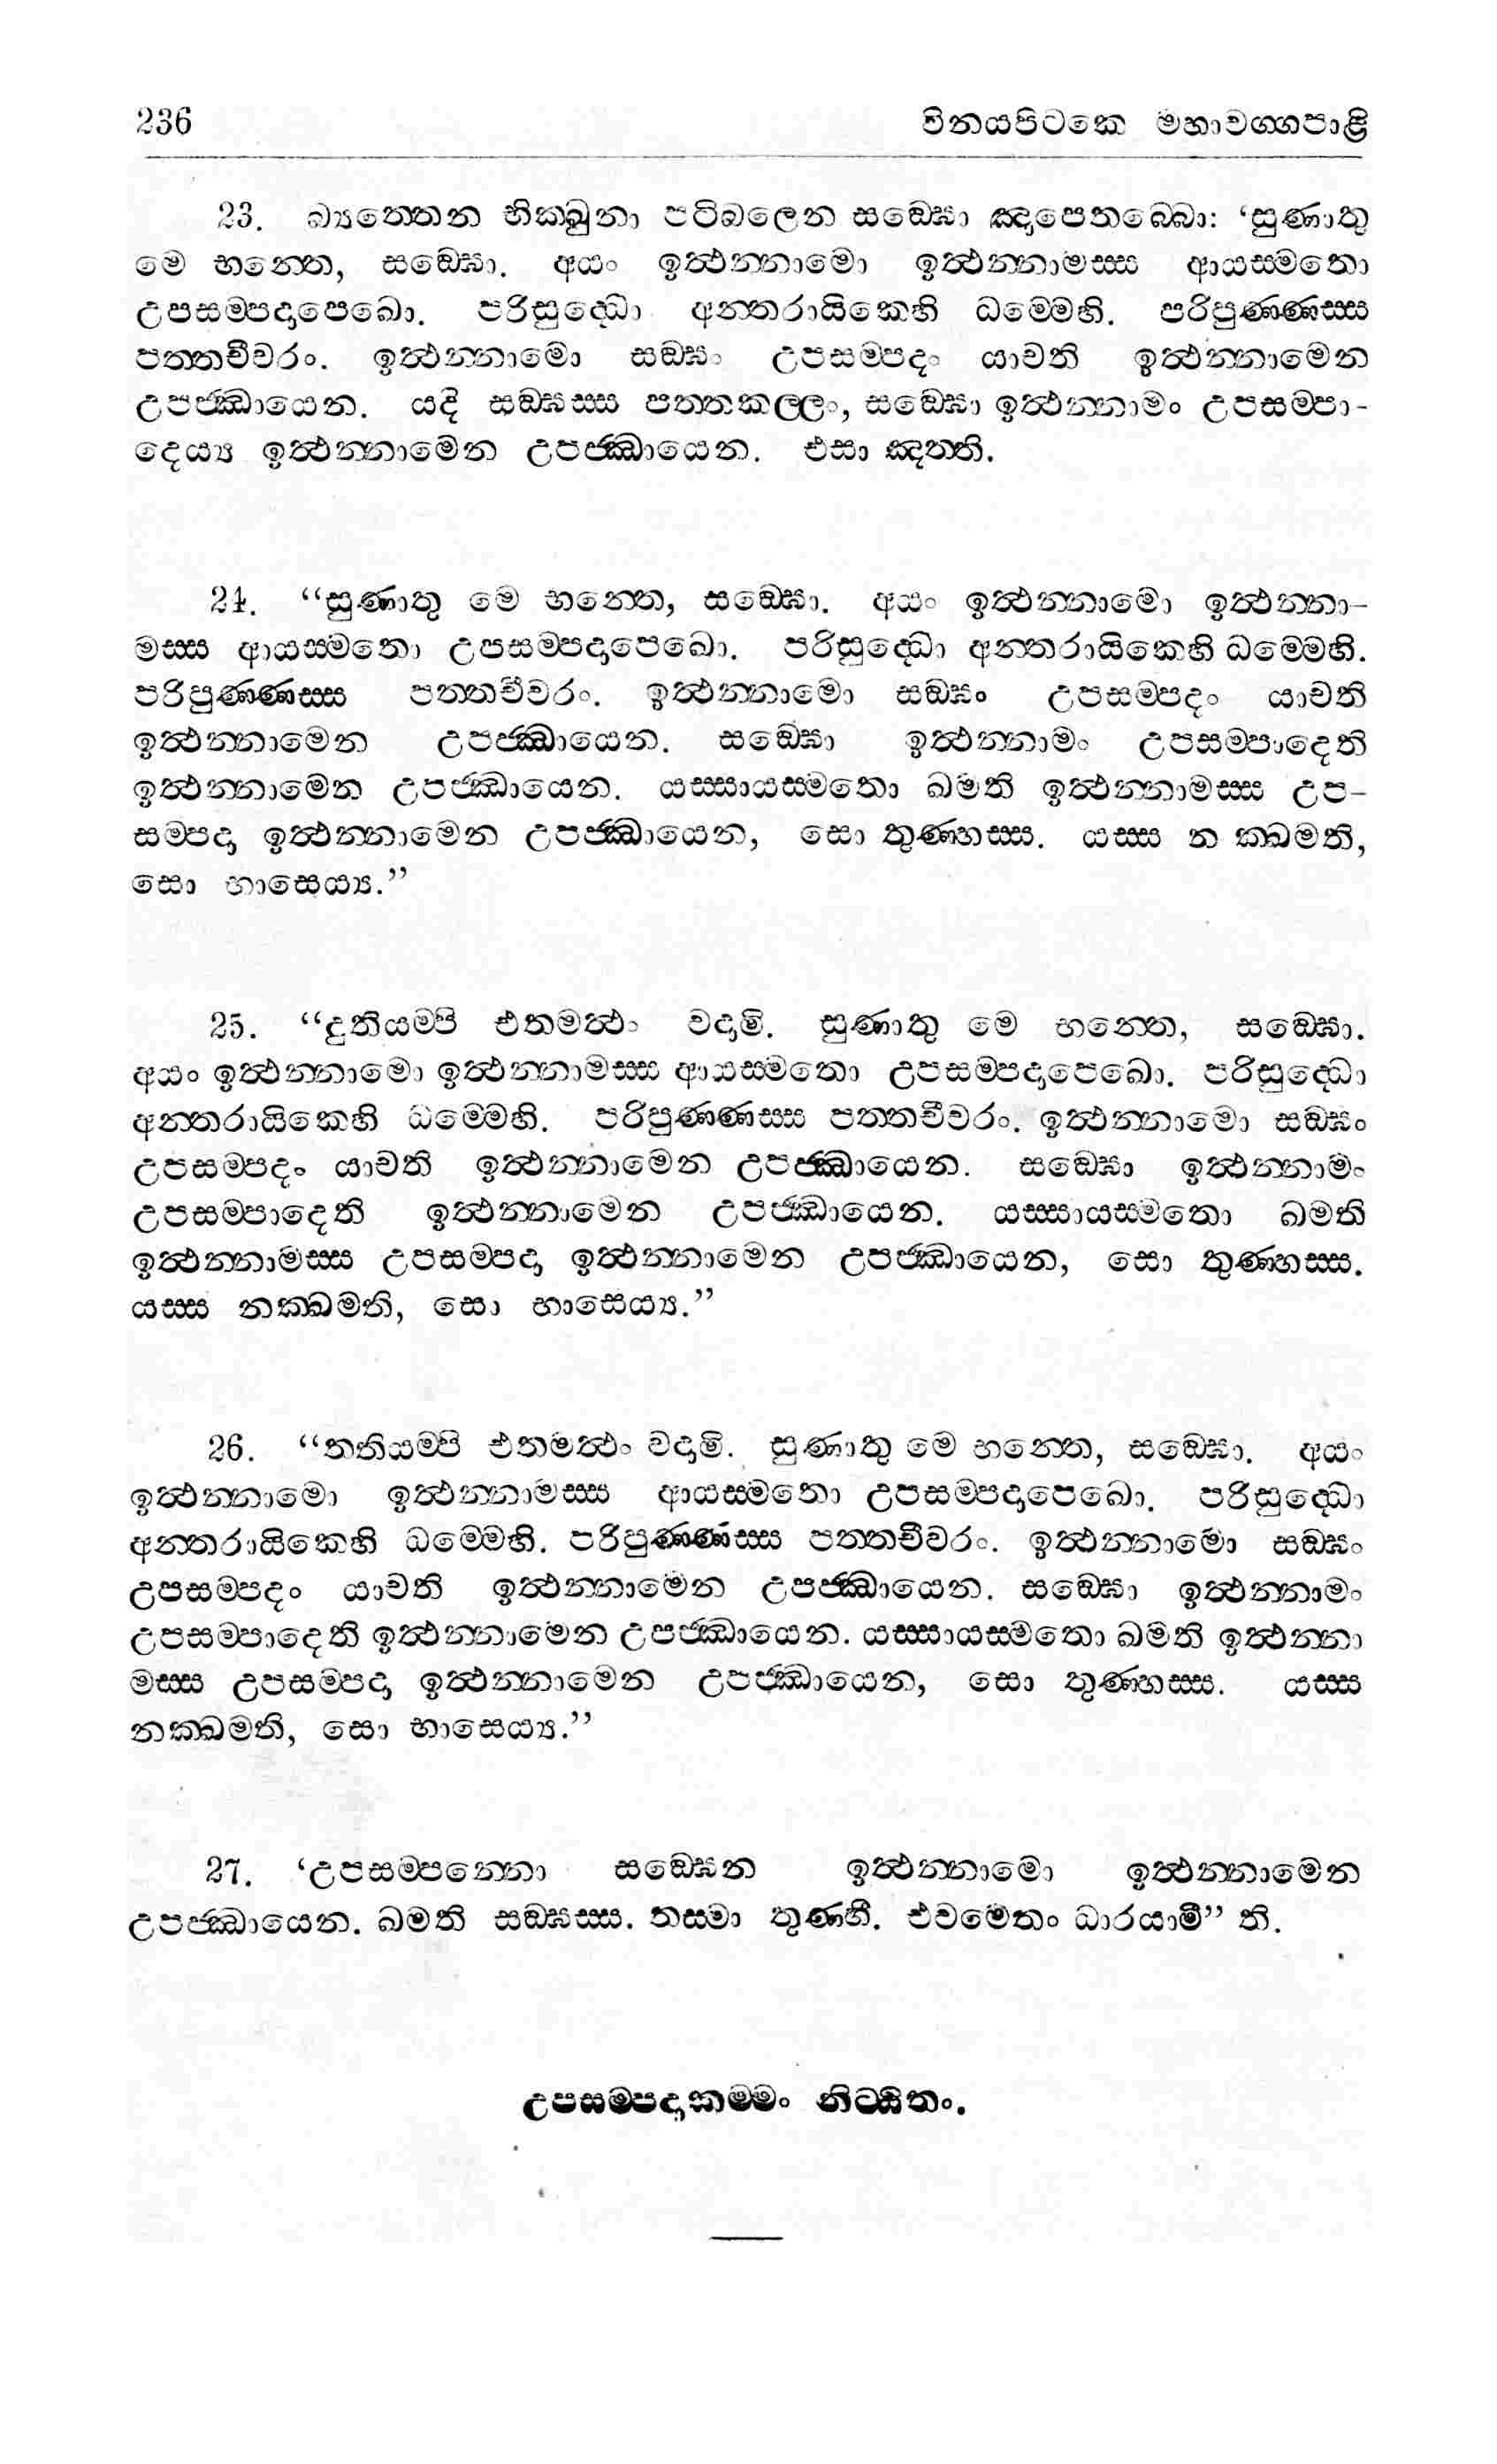 236 විනයපිටකෙ මහාවග්ගපාළි
23. බ්‍යත්තෙන භික්ඛුනා පටිබලෙන සඞ්ඝො ඤාපෙතබ්බො: ‘සුණාතු
මෙ භන්තෙ, සඞ්ඝො. අයං ඉත්ථන්නාමො ඉත්ථන්නාමස්ස ආයස්මතො
උපසම්පදාපෙඛො. පරිසුද්ධො අන්තරායිකෙහි ධම්මෙහි. පරිපුණ්ණස්ස
පත්තචීවරං. ඉත්ථන්නාමො සඞ්ඝං උපසම්පදං යාචති ඉත්ථන්නාමෙන
උපජ්ඣායෙන. යදි සඞ්ඝස්ස පත්තකල්ලං, සඞ්ඝො ඉත්ථන්නාමං උපසම්පා-
දෙය්‍ය ඉත්ථන්නාමෙන උපජ්ඣායෙන. එසා ඤත්ති.
24. “සුණාතු මෙ භන්තෙ, සඞ්ඝො. අයං ඉත්ථන්නාමො ඉත්ථන්නා-
මස්ස ආයස්මතො උපසම්පදාපෙඛො. පරිසුද්ධො අන්තරායිකෙහි ධම්මෙහි.
පරිපුණ්ණස්ස පත්තචීවරං. ඉත්ථන්නාමො සඞ්ඝං උපසම්පදං යාචති
ඉත්ථන්නාමෙන උපජ්ඣායෙන. සඞ්ඝො ඉත්ථන්නාමං උපසම්පාදෙති
ඉත්ථන්නාමෙන උපජ්ඣායෙන. යස්සායස්මතො ඛමති ඉත්ථන්නාමස්ස උප-
සම්පදා ඉත්ථන්නාමෙන උපජ්ඣායෙන, සො තුණ්හස්ස. යස්ස න ක්ඛමති,
සො භාසෙය්‍ය.”
25. “දුතියම්පි එතමත්ථං වදාමි. සුණාතු මෙ භන්තෙ, සඞ්ඝො.
අයං ඉත්ථන්නාමො ඉත්ථන්නාමස්ස ආයස්මතො උපසම්පදාපෙඛො. පරිසුද්ධො
අන්තරායිකෙහි ධම්මෙහි. පරිපුණ්ණස්ස පත්තචීවරං. ඉත්ථන්නාමො සඞ්ඝං
උපසම්පදං යාචති ඉත්ථන්නාමෙන උපජ්ඣායෙන. සඞ්ඝො ඉත්ථන්නාමං
උපසම්පාදෙති ඉත්ථන්නාමෙන උපජ්ඣායෙන. යස්සායස්මතො ඛමති
ඉත්ථන්නාමස්ස උපසම්පදා ඉත්ථන්නාමෙන උපජ්ඣායෙන, සො තුණ්හස්ස.
යස්ස නක්ඛමති, සො භාසෙය්‍ය.”
26. “තතියම්පි එතමත්ථං වදාමි. සුණාතු මෙ භන්තෙ, සඞ්ඝො. අයං
ඉත්ථන්නාමො ඉත්ථන්නාමස්ස ආයස්මතො උපසම්පදාපෙඛො. පරිසුද්ධො
අන්තරායිකෙහි ධම්මෙහි. පරිපුණ්ණස්ස පත්තචීවරං. ඉත්ථන්නාමො සඞ්ඝං
උපසම්පදං යාචති ඉත්ථන්නාමෙන උපජ්ඣායෙන. සඞ්ඝො ඉත්ථන්නාමං
උපසම්පාදෙති ඉත්ථන්නාමෙන උපජ්ඣායෙන. යස්සායස්මතො ඛමති ඉත්ථන්නා
මස්ස උපසම්පදා ඉත්ථන්නාමෙන උපජ්ඣායෙන, සො තුණ්හස්ස. යස්ස
නක්ඛමති, සො භාසෙය්‍ය.”
27. ‘උපසම්පන්නො සඞ්ඝෙන ඉත්ථන්නාමො ඉත්ථන්නාමෙන
උපජ්ඣායෙන. ඛමති සඞ්ඝස්ස. තස්මා තුණ්හී. එවමෙතං ධාරයාමී” ති.
උපසම්පදාකම්මං නිට්ඨිතං.